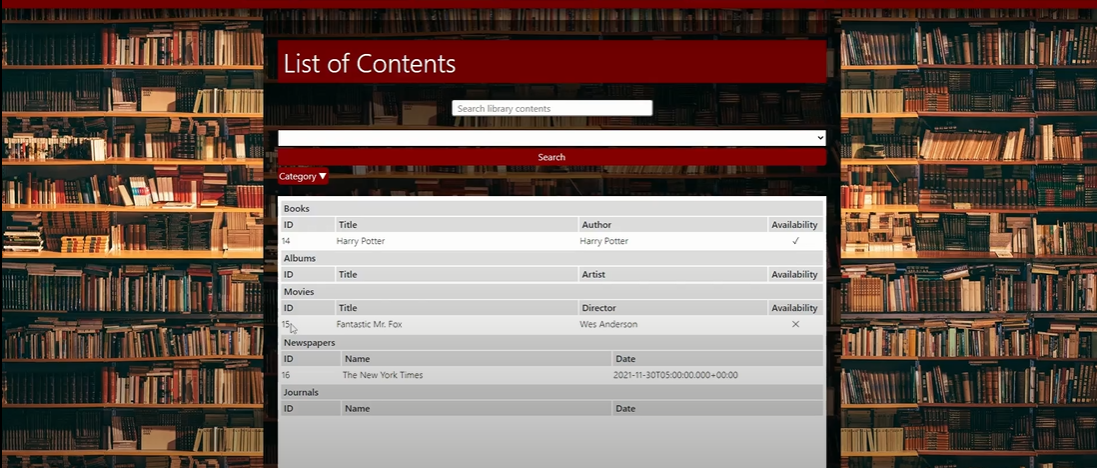 List of Contents
Search library contents
Search
Category ▼
Books
ID Title Author Availability
14 Harry Potter Harry Potter ✓
Albums
ID Title Artist Availability
Movies
ID Title Director Availability
15 Fantastic Mr. Fox Wes Anderson ✕
Newspapers
ID Name Date
16 The New York Times 2021-11-30T05:00:00.000+00:00
Journals
ID Name Date